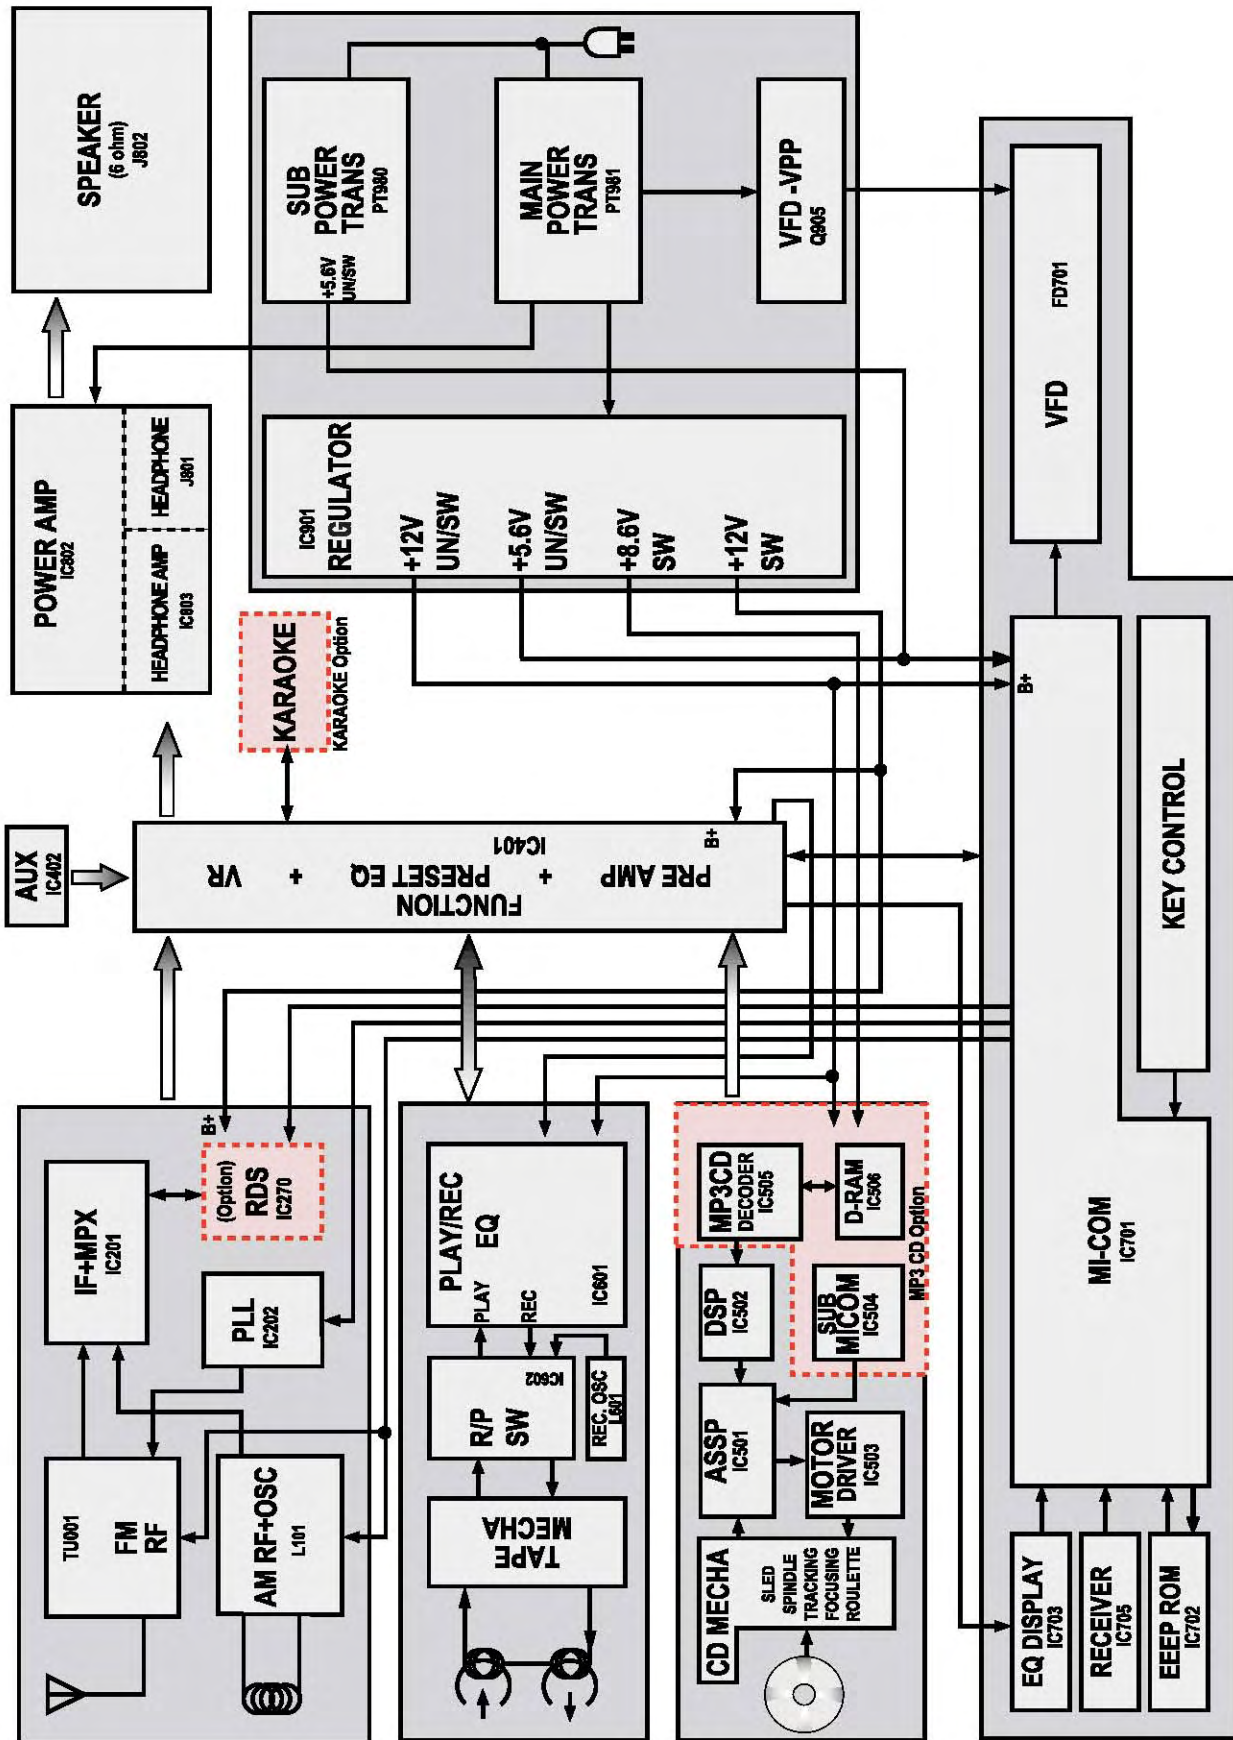 TU001
FM
RF
AM RF+OSC
L101
IF+MPX
IC201
PLL
IC202
(Option)
RDS
IC270
B+
TAPE
MECHA
R/P
SW
IC602
REC. OSC
L601
PLAY/REC
EQ
PLAY
REC
IC601
CD MECHA
SLED
SPINDLE
TRACKING
FOCUSING
ROULETTE
ASSP
IC501
MOTOR
DRIVER
IC503
DSP
IC502
SUB
MICOM
IC504
MP3CD
DECODER
IC505
D-RAM
IC506
MP3 CD Option
EQ DISPLAY
IC703
RECEIVER
IC705
EEEP ROM
IC702
MI-COM
IC701
B+
KEY CONTROL
VFD
FD701
AUX
IC402
FUNCTION
PRE AMP + PRESET EQ + VR
IC401
B+
KARAOKE
KARAOKE Option
POWER AMP
IC802
HEADPHONE AMP
IC803
HEADPHONE
J801
SPEAKER
(6 ohm)
J802
IC901
REGULATOR
+12V
UN/SW
+5.6V
UN/SW
+8.6V
SW
+12V
SW
SUB
POWER
TRANS
PT980
+5.6V
UN/SW
MAIN
POWER
TRANS
PT981
VFD -VPP
Q905